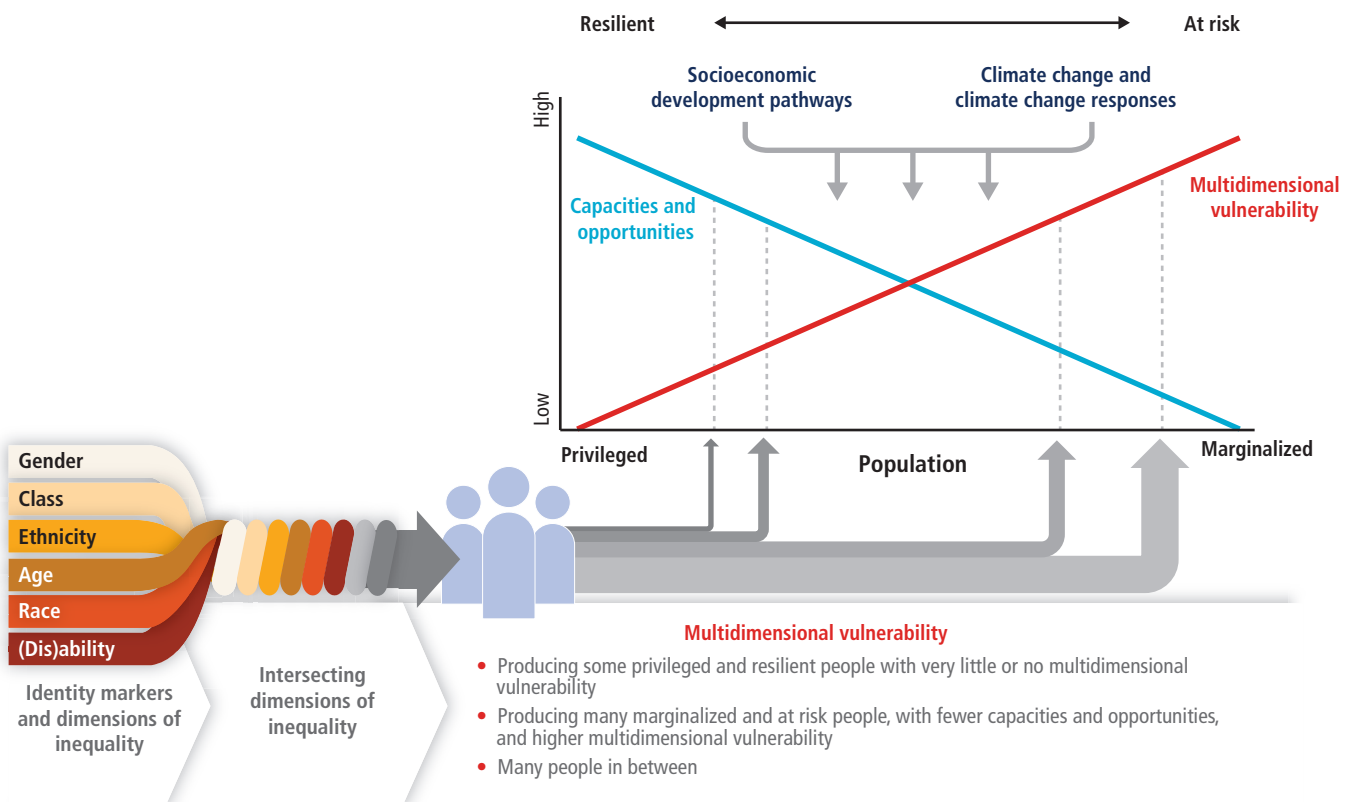 Resilient
At risk
Socioeconomic
development pathways
Climate change and
climate change responses
High
Capacities and
opportunities
Multidimensional
vulnerability
Low
Privileged
Population
Marginalized
Gender
Class
Ethnicity
Age
Race
(Dis)ability
Identity markers
and dimensions of
inequality
Intersecting
dimensions of
inequality
Multidimensional vulnerability
• Producing some privileged and resilient people with very little or no multidimensional
vulnerability
• Producing many marginalized and at risk people, with fewer capacities and opportunities,
and higher multidimensional vulnerability
• Many people in between